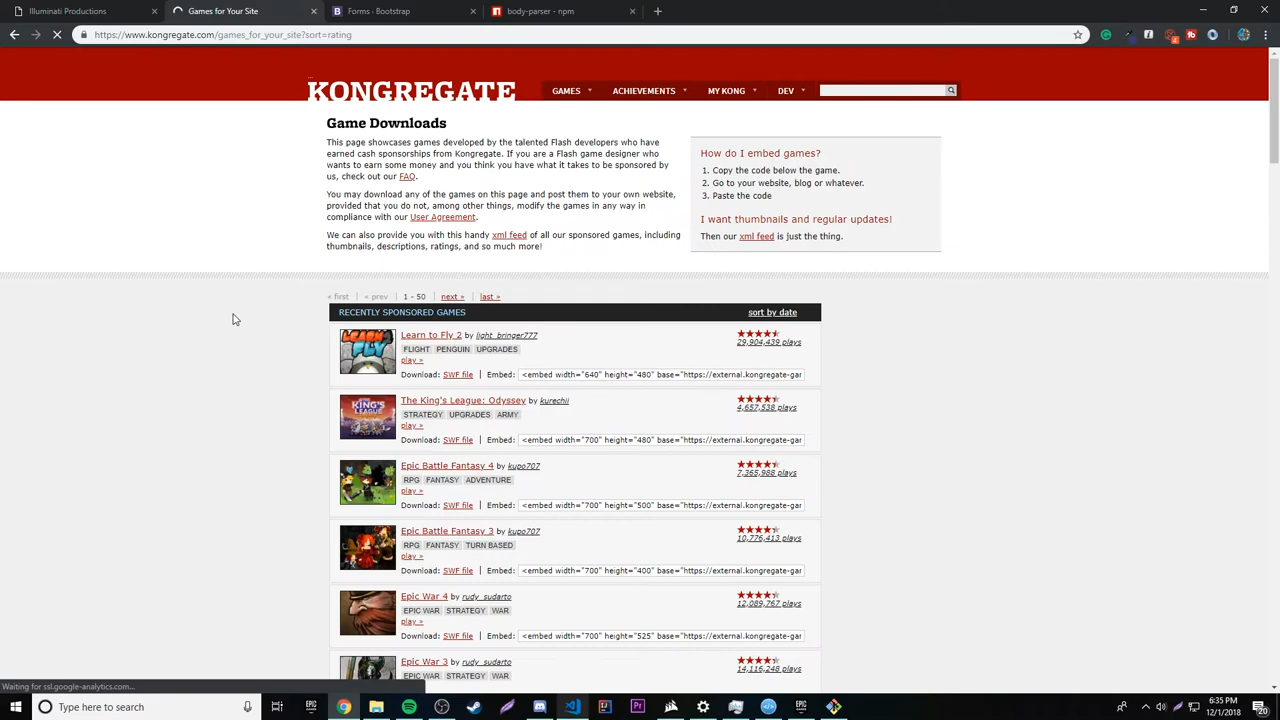 Illuminati Productions
Games for Your Site
Forms · Bootstrap
body-parser - npm
https://www.kongregate.com/games_for_your_site?sort=rating
KONGREGATE
GAMES
ACHIEVEMENTS
MY KONG
DEV
Game Downloads
This page showcases games developed by the talented Flash developers who have
earned cash sponsorships from Kongregate. If you are a Flash game designer who
wants to earn some money and you think you have what it takes to be sponsored by
us, check out our FAQ.
You may download any of the games on this page and post them to your own website,
provided that you do not, among other things, modify the games in any way in
compliance with our User Agreement.
We can also provide you with this handy xml feed of all our sponsored games, including
thumbnails, descriptions, ratings, and so much more!
How do I embed games?
1. Copy the code below the game.
2. Go to your website, blog or whatever.
3. Paste the code
I want thumbnails and regular updates!
Then our xml feed is just the thing.
« first | « prev | 1 - 50 | next » | last »
RECENTLY SPONSORED GAMES
sort by date
Learn to Fly 2 by light_bringer777
FLIGHT PENGUIN UPGRADES
play »
Download: SWF file | Embed: <embed width="640" height="480" base="https://external.kongregate-gar
29,904,439 plays
The King's League: Odyssey by kurechii
STRATEGY UPGRADES ARMY
play »
Download: SWF file | Embed: <embed width="700" height="480" base="https://external.kongregate-gar
4,657,538 plays
Epic Battle Fantasy 4 by kupo707
RPG FANTASY ADVENTURE
play »
Download: SWF file | Embed: <embed width="700" height="500" base="https://external.kongregate-gar
7,365,988 plays
Epic Battle Fantasy 3 by kupo707
RPG FANTASY TURN BASED
play »
Download: SWF file | Embed: <embed width="700" height="400" base="https://external.kongregate-gar
10,776,413 plays
Epic War 4 by rudy_sudarto
EPIC WAR STRATEGY WAR
play »
Download: SWF file | Embed: <embed width="700" height="525" base="https://external.kongregate-gar
12,089,767 plays
Epic War 3 by rudy_sudarto
EPIC WAR STRATEGY WAR
14,116,248 plays
Waiting for ssl.google-analytics.com...
Type here to search
6:35 PM
12/1/2018
20